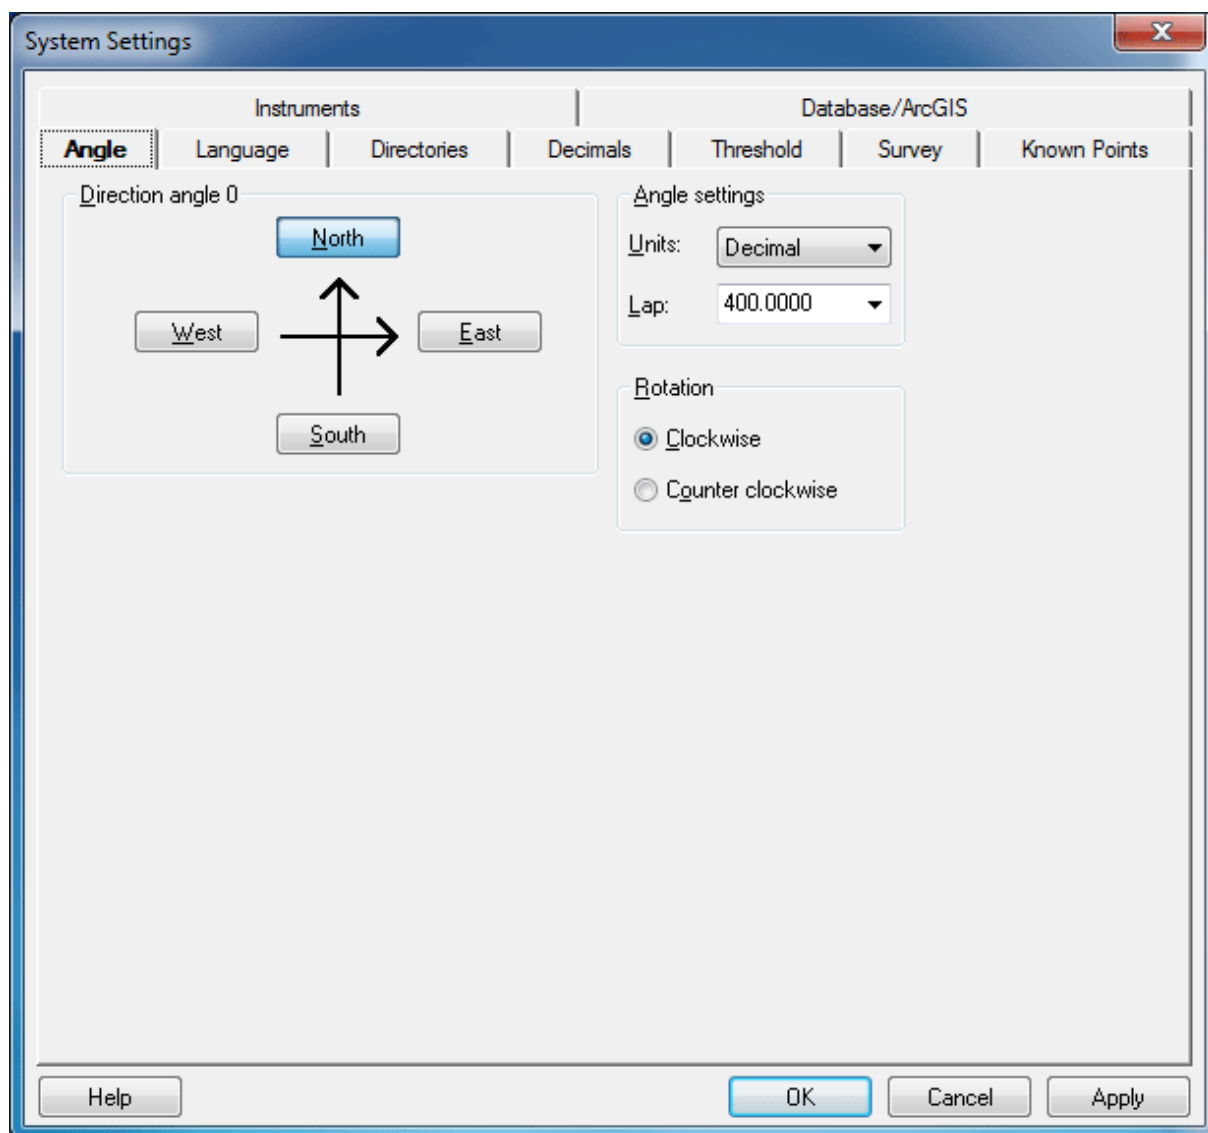 System Settings
Instruments Database/ArcGIS
Angle Language Directories Decimals Threshold Survey Known Points
Direction angle 0
North
West East
South
Angle settings
Units: Decimal
Lap: 400.0000
Rotation
Clockwise
Counter clockwise
Help OK Cancel Apply